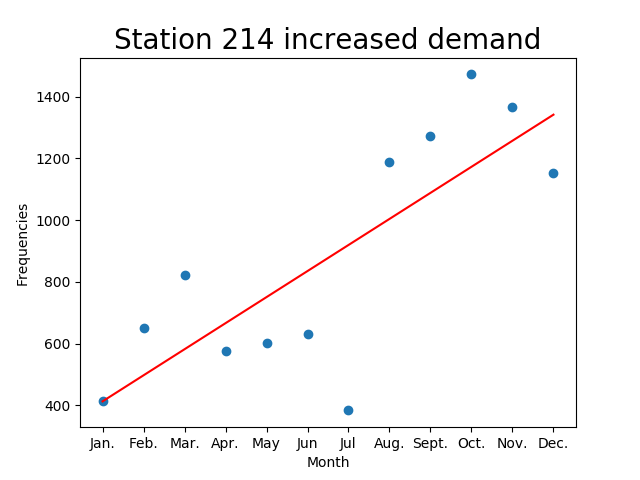 Station 214 increased demand
1400
1200
1000
800
600
400
Frequencies
Jan. Feb. Mar. Apr. May Jun Jul Aug. Sept. Oct. Nov. Dec.
Month